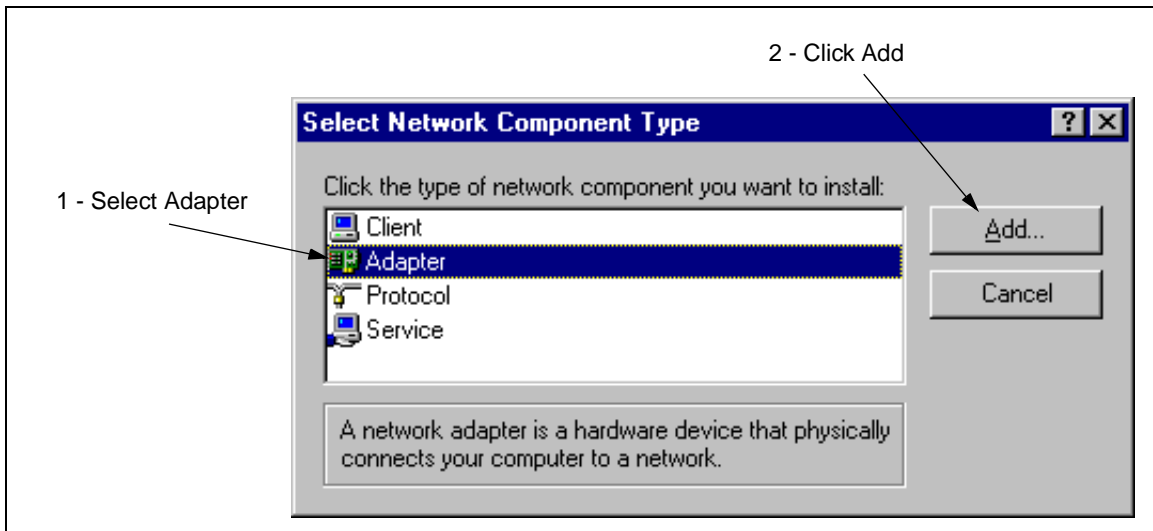 2 - Click Add
Select Network Component Type
?
Click the type of network component you want to install:
1 - Select Adapter
Client
Add...
Adapter
Protocol
Cancel
Service
A network adapter is a hardware device that physically
connects your computer to a network.